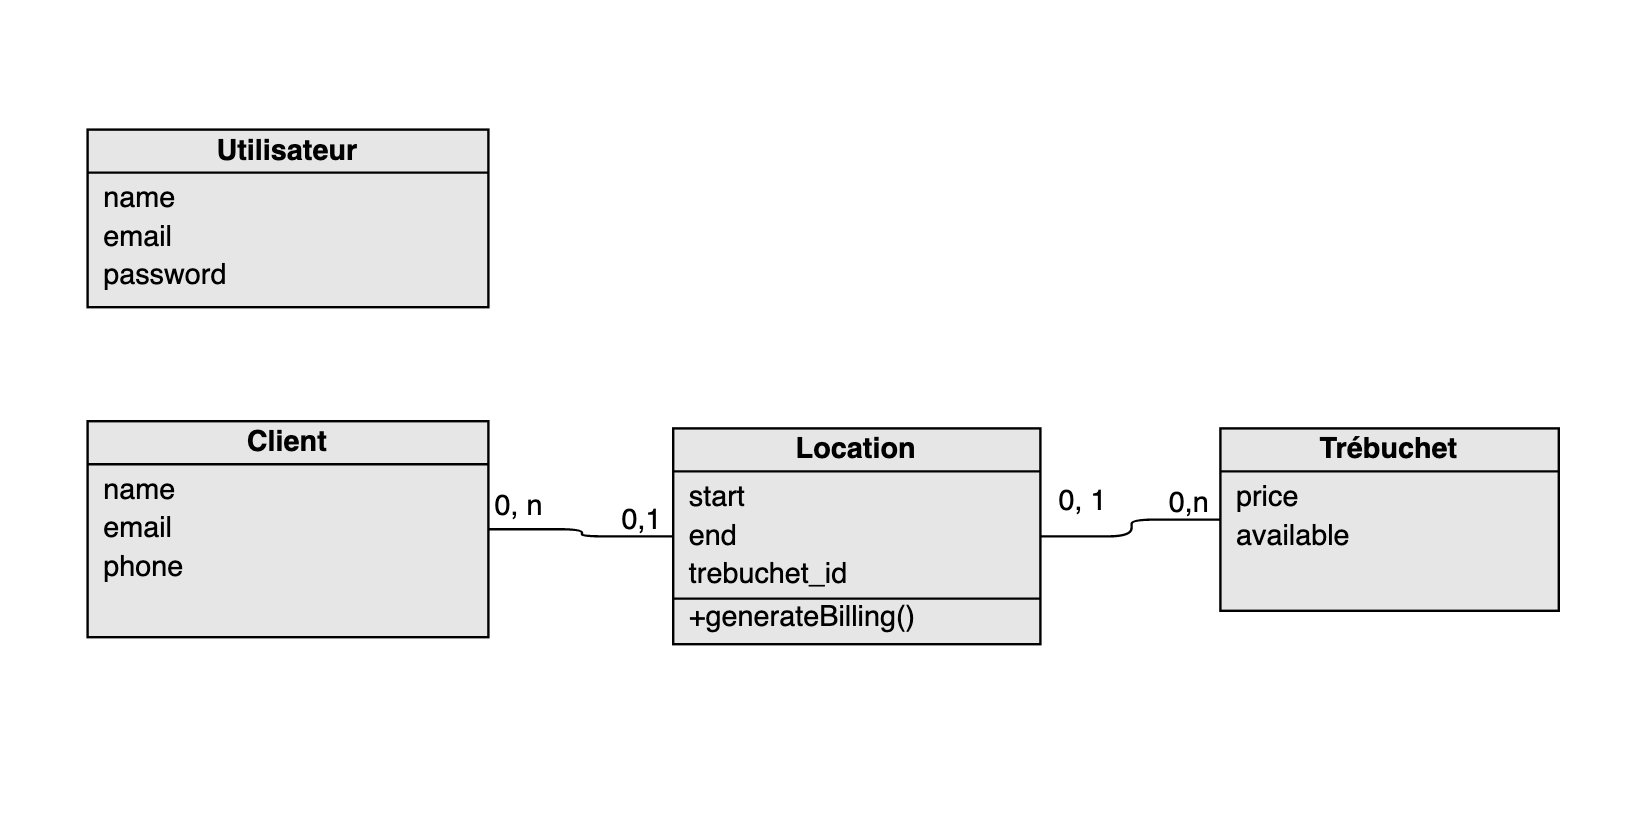 Utilisateur
name
email
password
Client
name
email
phone
0, n
0,1
Location
start
end
trebuchet_id
+generateBilling()
0, 1
0,n
Trébuchet
price
available